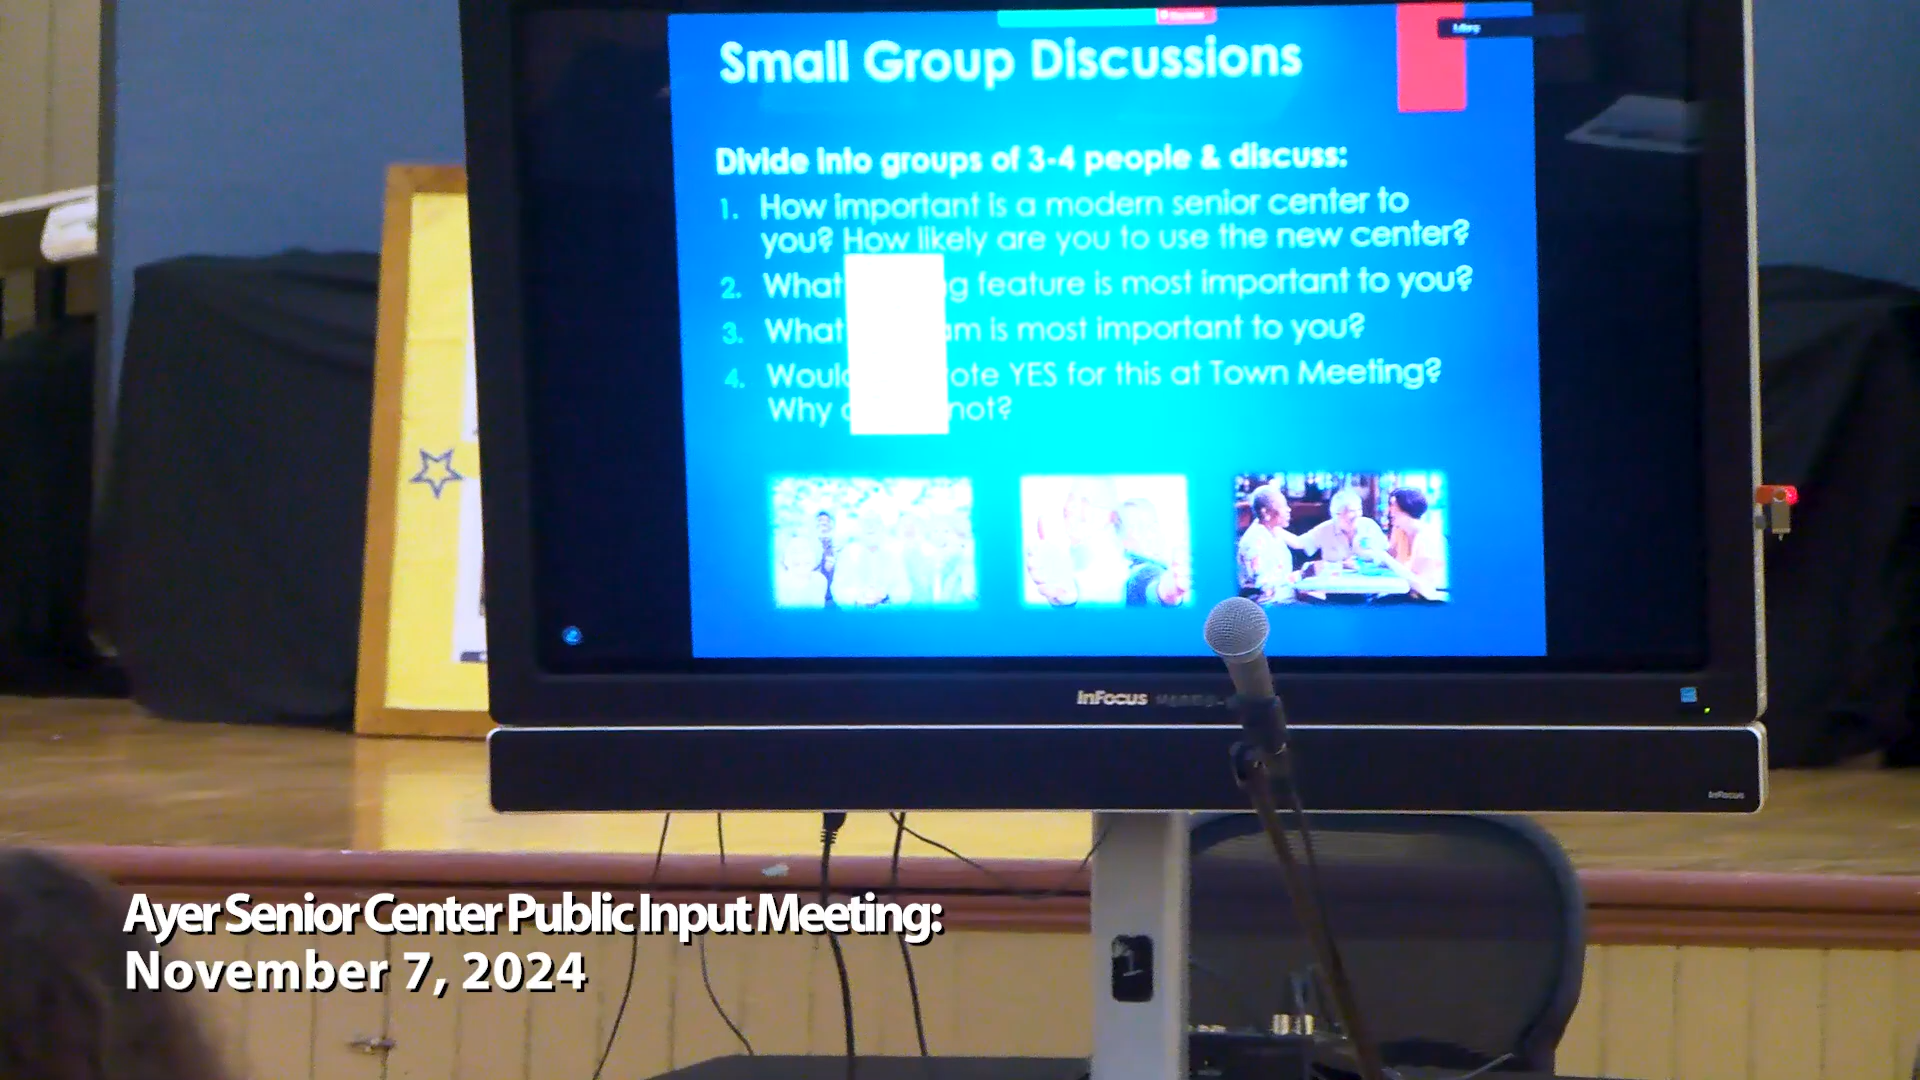 Small Group Discussions
Divide into groups of 3-4 people & discuss:
1. How important is a modern senior center to
you? How likely are you to use the new center?
2. What g feature is most important to you?
3. What am is most important to you?
4. Woul ote YES for this at Town Meeting?
Why not?
InFocus
InFocus
Ayer Senior Center Public Input Meeting:
November 7, 2024